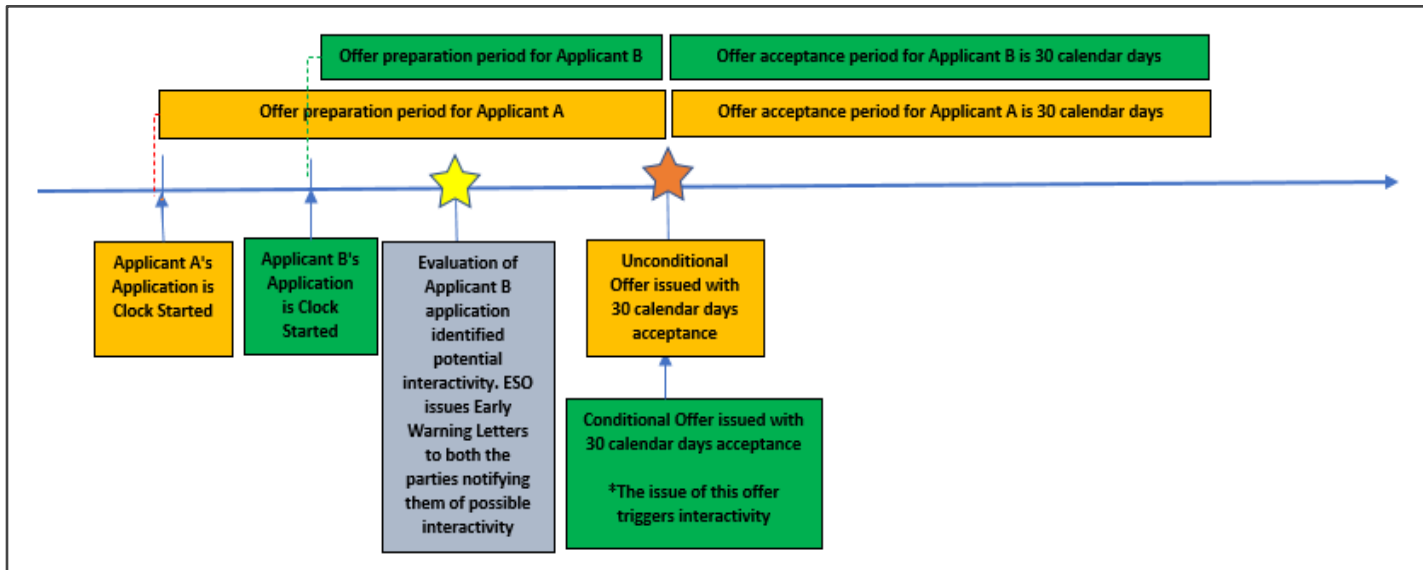 Offer preparation period for Applicant B
Offer acceptance period for Applicant B is 30 calendar days
Offer preparation period for Applicant A
Offer acceptance period for Applicant A is 30 calendar days
Applicant A's
Application is
Clock Started
Applicant B's
Application
is Clock
Started
Evaluation of
Applicant B
application
identified
potential
interactivity. ESO
issues Early
Warning Letters
to both the
parties notifying
them of possible
interactivity
Unconditional
Offer issued with
30 calendar days
acceptance
Conditional Offer issued with
30 calendar days acceptance
*The issue of this offer
triggers interactivity